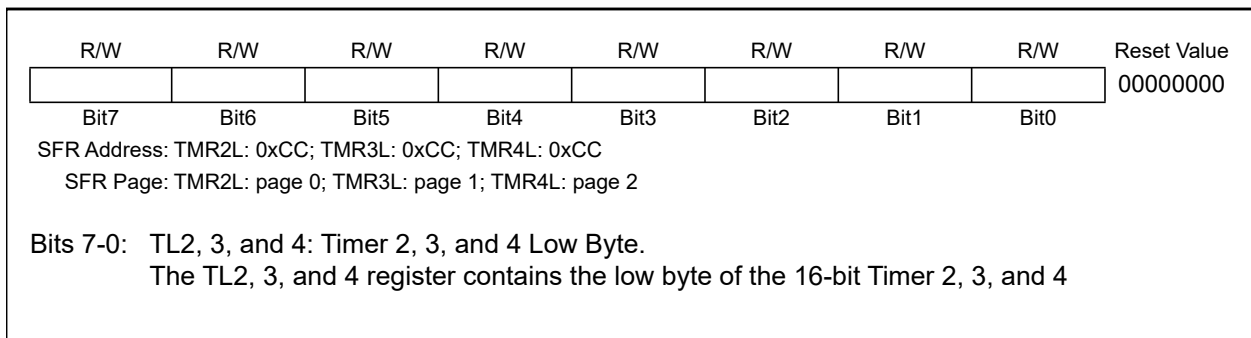 R/W R/W R/W R/W R/W R/W R/W R/W Reset Value
00000000
Bit7 Bit6 Bit5 Bit4 Bit3 Bit2 Bit1 Bit0
SFR Address: TMR2L: 0xCC; TMR3L: 0xCC; TMR4L: 0xCC
SFR Page: TMR2L: page 0; TMR3L: page 1; TMR4L: page 2
Bits 7-0: TL2, 3, and 4: Timer 2, 3, and 4 Low Byte.
The TL2, 3, and 4 register contains the low byte of the 16-bit Timer 2, 3, and 4